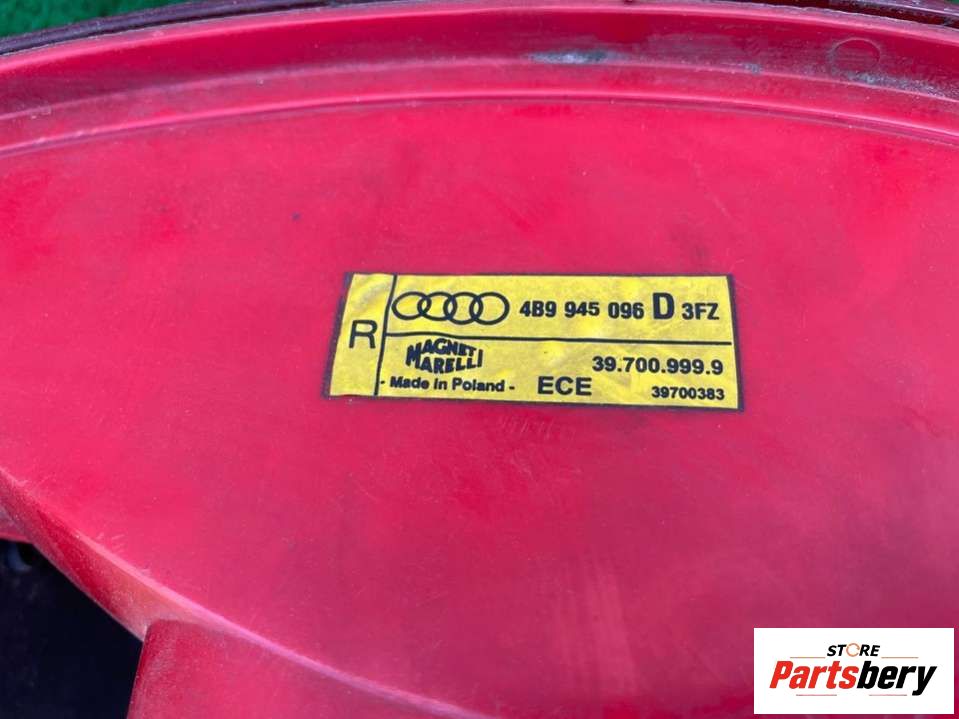 R
4B9 945 096 D 3FZ
MAGNETI
MARELLI
39.700.999.9
- Made in Poland - ECE 39700383
STORE
Partsbery